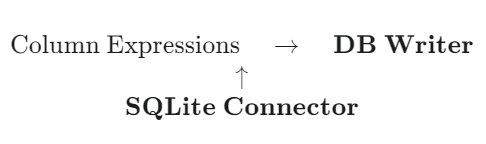 Column Expressions → DB Writer
↑
SQLite Connector